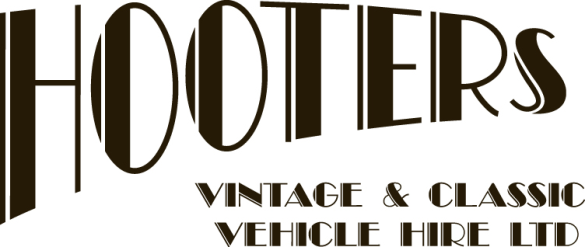 HOOTERS
VINTAGE & CLASSIC
VEHICLE HIRE LTD